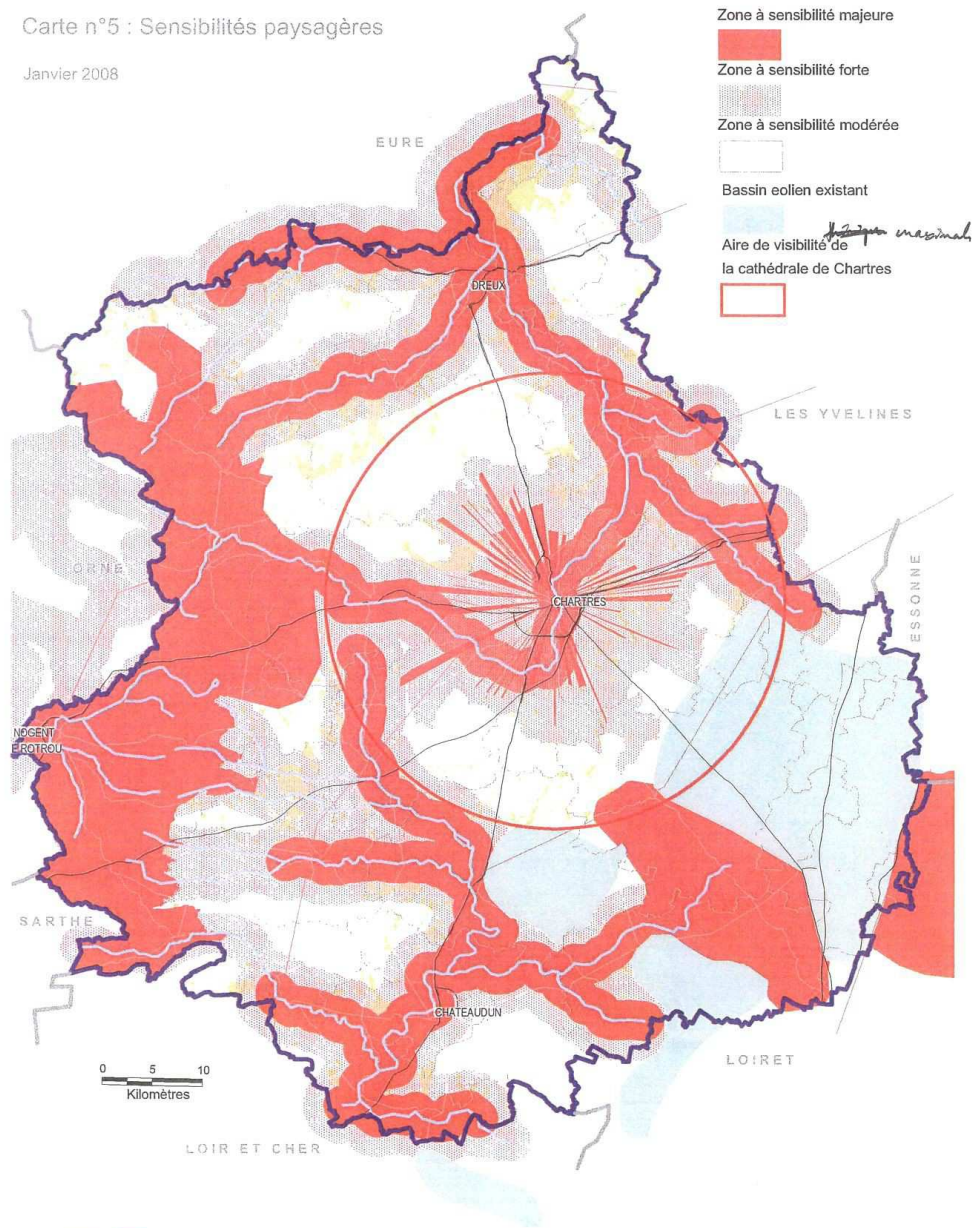 Carte n°5 : Sensibilités paysagères
Janvier 2008
Zone à sensibilité majeure
Zone à sensibilité forte
Zone à sensibilité modérée
Bassin eolien existant
Aire de visibilité de
la cathédrale de Chartres
EURE
DREUX
LES YVELINES
ORNE
CHARTRES
ESSONNE
NOGENT
E ROTROU
SARTHE
CHATEAUDUN
LOIRET
0 5 10
Kilomètres
LOIR ET CHER